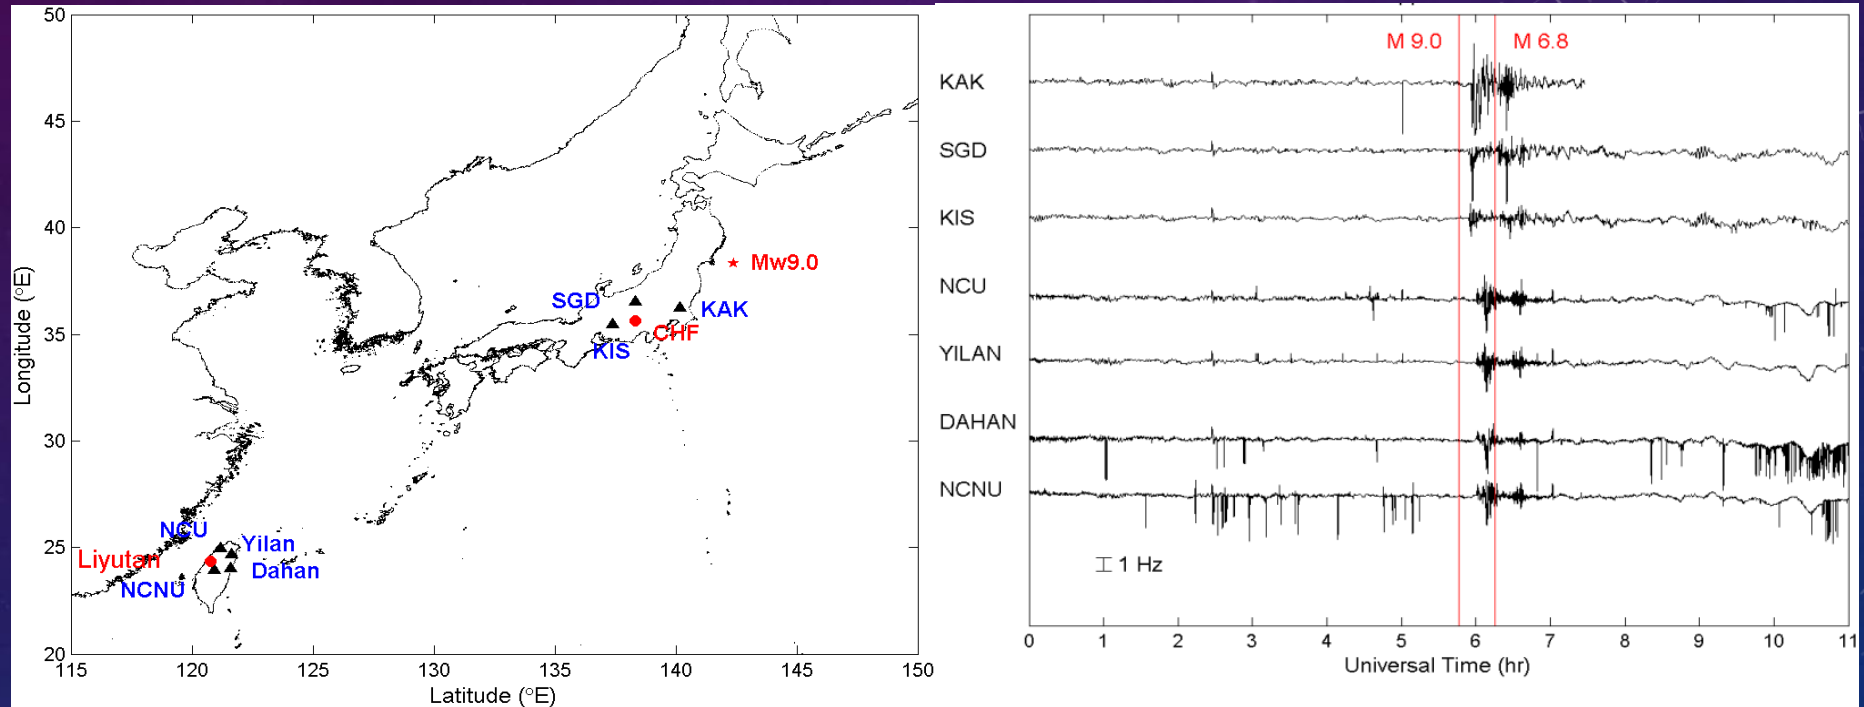 50
45
40
35
30
25
20
115
120
125
130
135
140
145
150
Longitude (°E)
Latitude (°E)
Mw9.0
SGD
KAK
CHF
KIS
NCU
Yilan
Liyutan
Dahan
NCNU
M 9.0
M 6.8
KAK
SGD
KIS
NCU
YILAN
DAHAN
NCNU
1 Hz
0
1
2
3
4
5
6
7
8
9
10
11
Universal Time (hr)